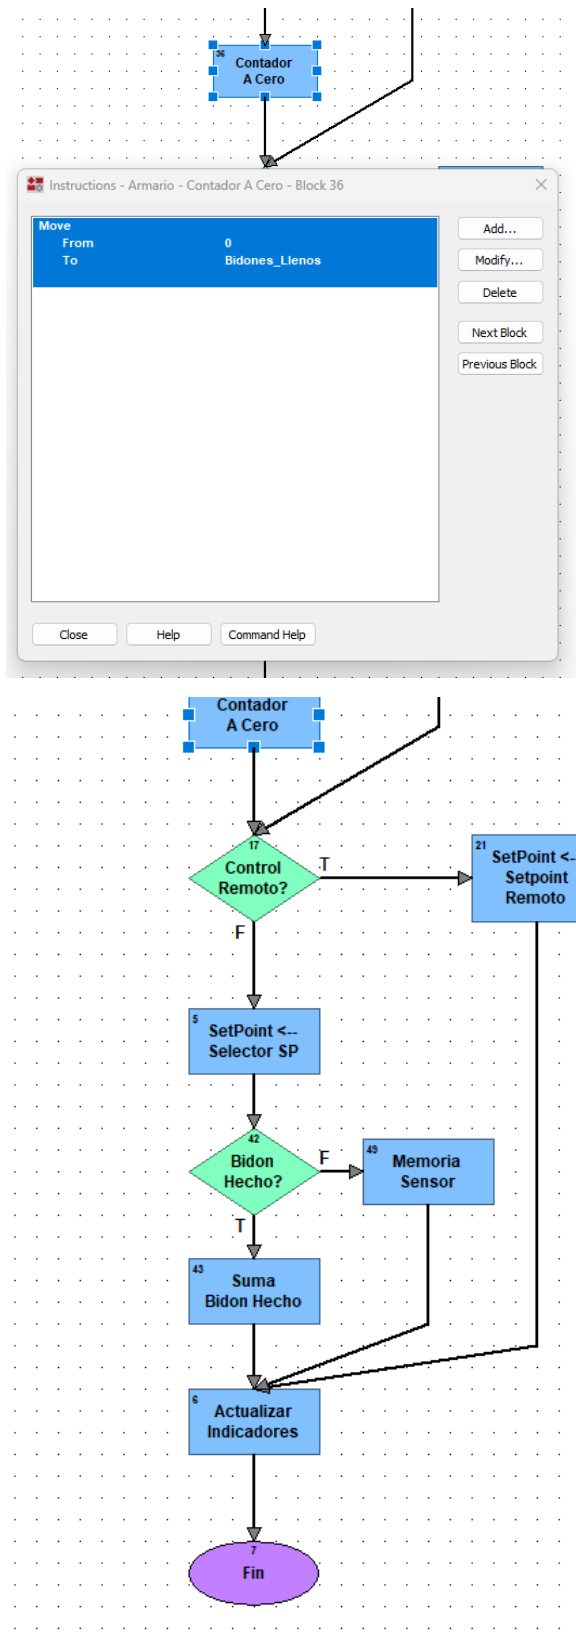 36
Contador
A Cero
Instructions - Armario - Contador A Cero - Block 36
Move
From 0
To Bidones_Llenos
Add...
Modify...
Delete
Next Block
Previous Block
Close Help Command Help
Contador
A Cero
17
Control
Remoto?
T
F
21
SetPoint <--
Setpoint
Remoto
5
SetPoint <--
Selector SP
42
Bidon
Hecho?
F
T
49
Memoria
Sensor
43
Suma
Bidon Hecho
6
Actualizar
Indicadores
7
Fin